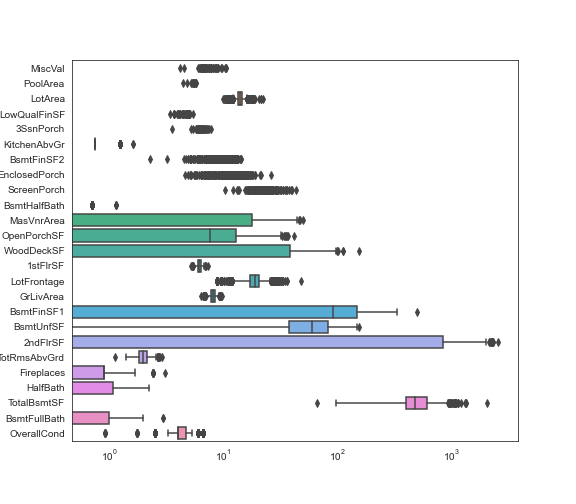 MiscVal
PoolArea
LotArea
LowQualFinSF
3SsnPorch
KitchenAbvGr
BsmtFinSF2
EnclosedPorch
ScreenPorch
BsmtHalfBath
MasVnrArea
OpenPorchSF
WoodDeckSF
1stFlrSF
LotFrontage
GrLivArea
BsmtFinSF1
BsmtUnfSF
2ndFlrSF
TotRmsAbvGrd
Fireplaces
HalfBath
TotalBsmtSF
BsmtFullBath
OverallCond
10⁰ 10¹ 10² 10³